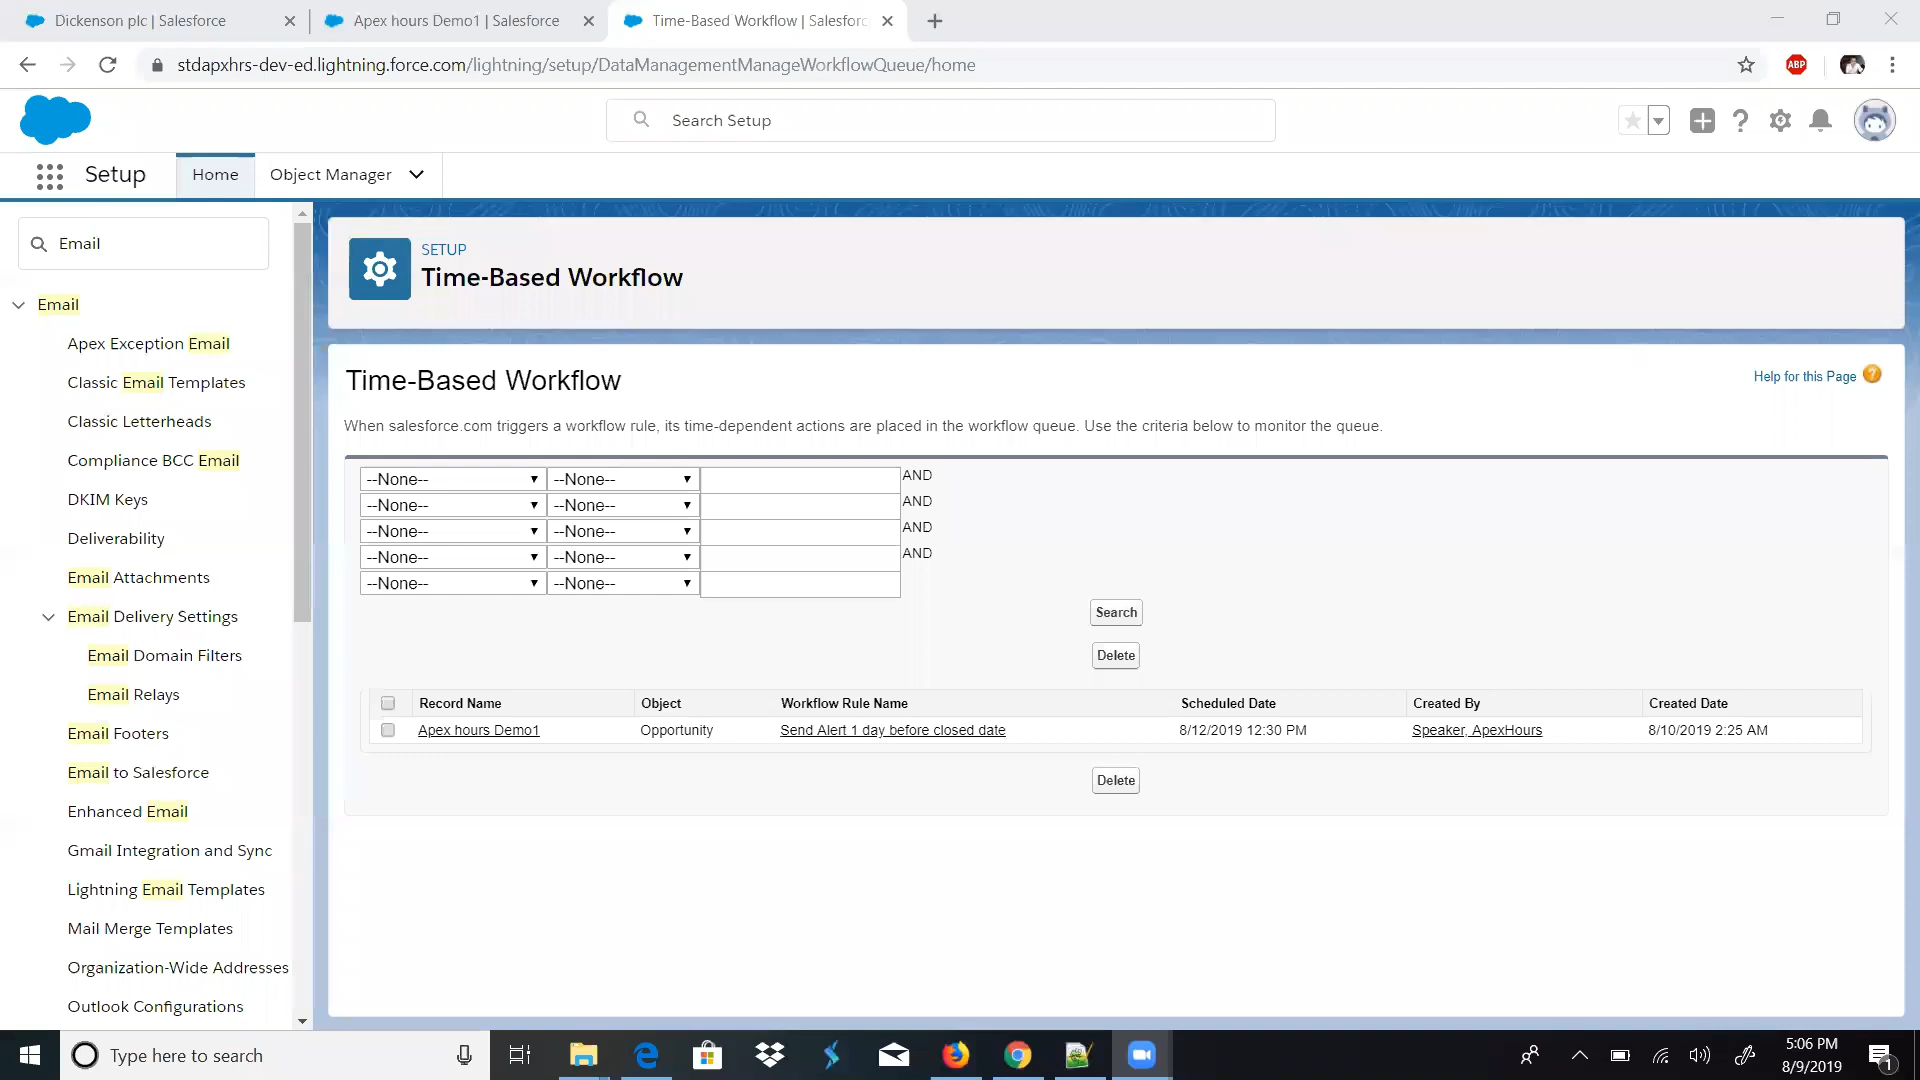 Dickenson plc | Salesforce
Apex hours Demo1 | Salesforce
Time-Based Workflow | Salesforc
stdapxhrs-dev-ed.lightning.force.com/lightning/setup/DataManagementManageWorkflowQueue/home
ABP
Search Setup
Setup
Home
Object Manager
Email
Email
Apex Exception Email
Classic Email Templates
Classic Letterheads
Compliance BCC Email
DKIM Keys
Deliverability
Email Attachments
Email Delivery Settings
Email Domain Filters
Email Relays
Email Footers
Email to Salesforce
Enhanced Email
Gmail Integration and Sync
Lightning Email Templates
Mail Merge Templates
Organization-Wide Addresses
Outlook Configurations
SETUP
Time-Based Workflow
Time-Based Workflow
Help for this Page ?
When salesforce.com triggers a workflow rule, its time-dependent actions are placed in the workflow queue. Use the criteria below to monitor the queue.
--None-- --None-- AND
--None-- --None-- AND
--None-- --None-- AND
--None-- --None-- AND
--None-- --None--
Search
Delete
Record Name Object Workflow Rule Name Scheduled Date Created By Created Date
Apex hours Demo1 Opportunity Send Alert 1 day before closed date 8/12/2019 12:30 PM Speaker, ApexHours 8/10/2019 2:25 AM
Delete
Type here to search
5:06 PM
8/9/2019
1